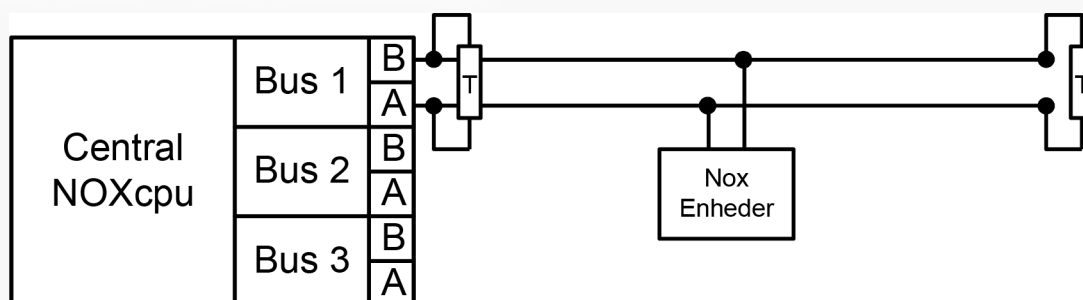 Central
NOXcpu
Bus 1
B
A
Bus 2
B
A
Bus 3
B
A
T
Nox
Enheder
T